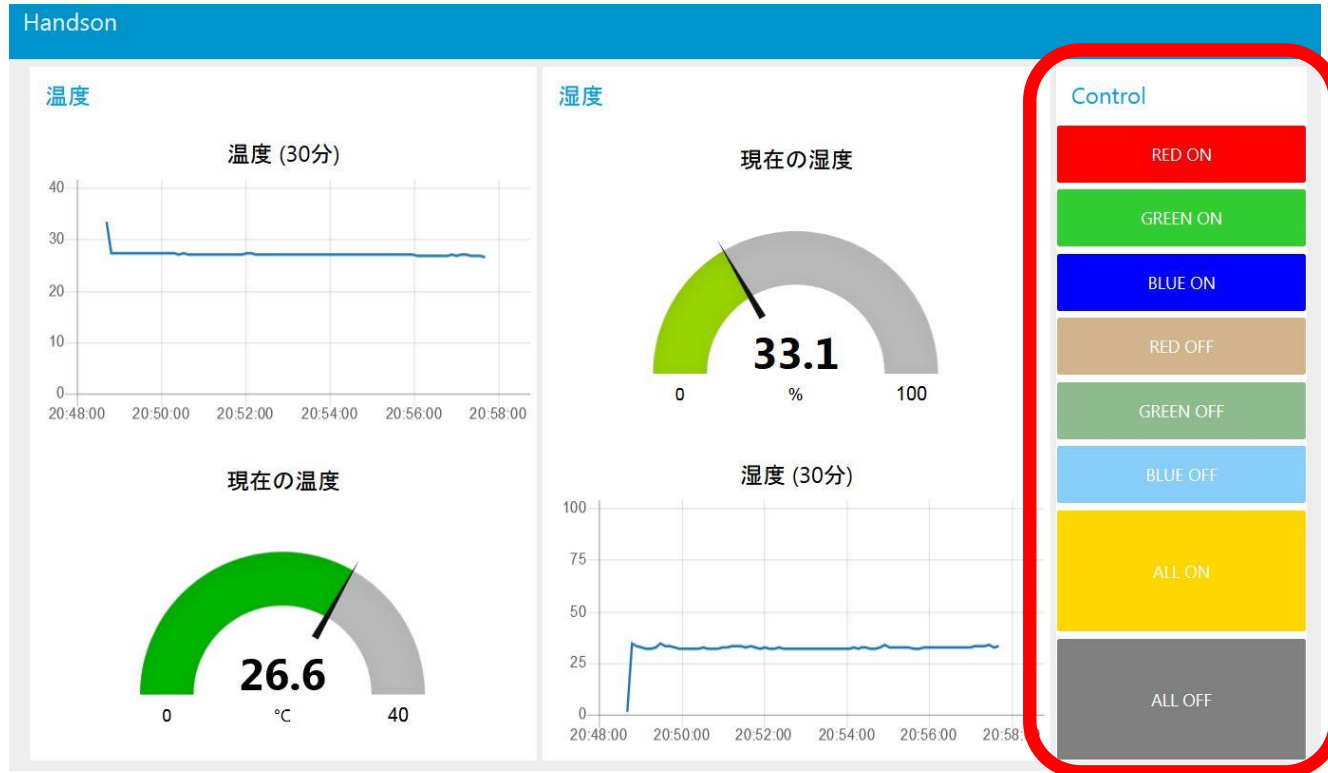 Handson
温度
温度 (30分)
40
30
20
10
0
20:48:00 20:50:00 20:52:00 20:54:00 20:56:00 20:58:00
現在の温度
26.6
0 °C 40
湿度
現在の湿度
33.1
0 % 100
湿度 (30分)
100
75
50
25
0
20:48:00 20:50:00 20:52:00 20:54:00 20:56:00 20:58:00
Control
RED ON
GREEN ON
BLUE ON
RED OFF
GREEN OFF
BLUE OFF
ALL ON
ALL OFF